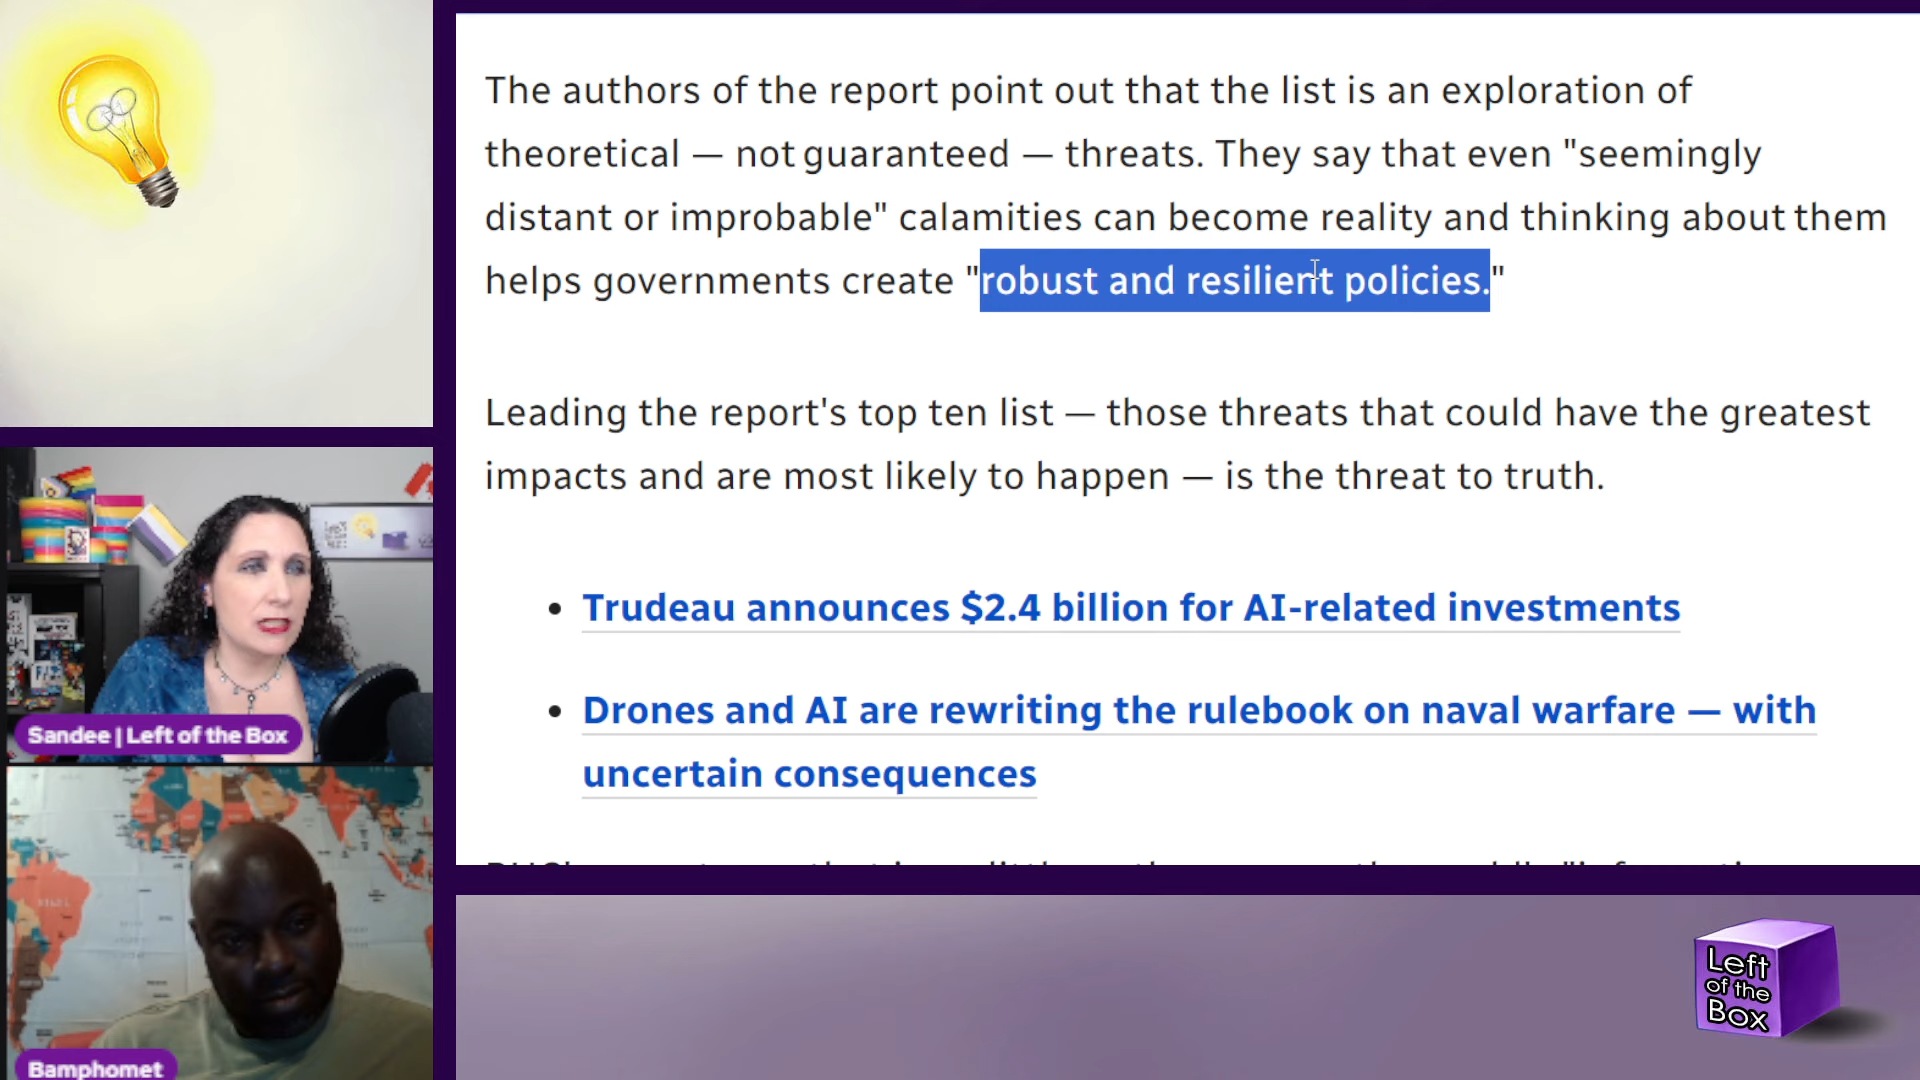 The authors of the report point out that the list is an exploration of
theoretical — not guaranteed — threats. They say that even "seemingly
distant or improbable" calamities can become reality and thinking about them
helps governments create "robust and resilient policies."
Leading the report's top ten list — those threats that could have the greatest
impacts and are most likely to happen — is the threat to truth.
• Trudeau announces $2.4 billion for AI-related investments
• Drones and AI are rewriting the rulebook on naval warfare — with
uncertain consequences
Sandee | Left of the Box
Bamphomet
Left
of the
Box